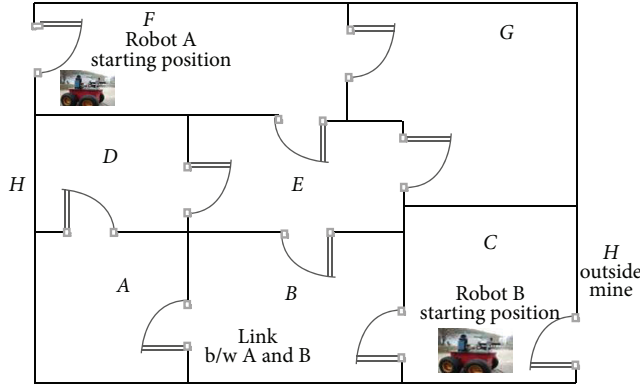 F
Robot A
starting position
G
D
H
E
C
H
outside
mine
A
B
Robot B
starting position
Link
b/w A and B